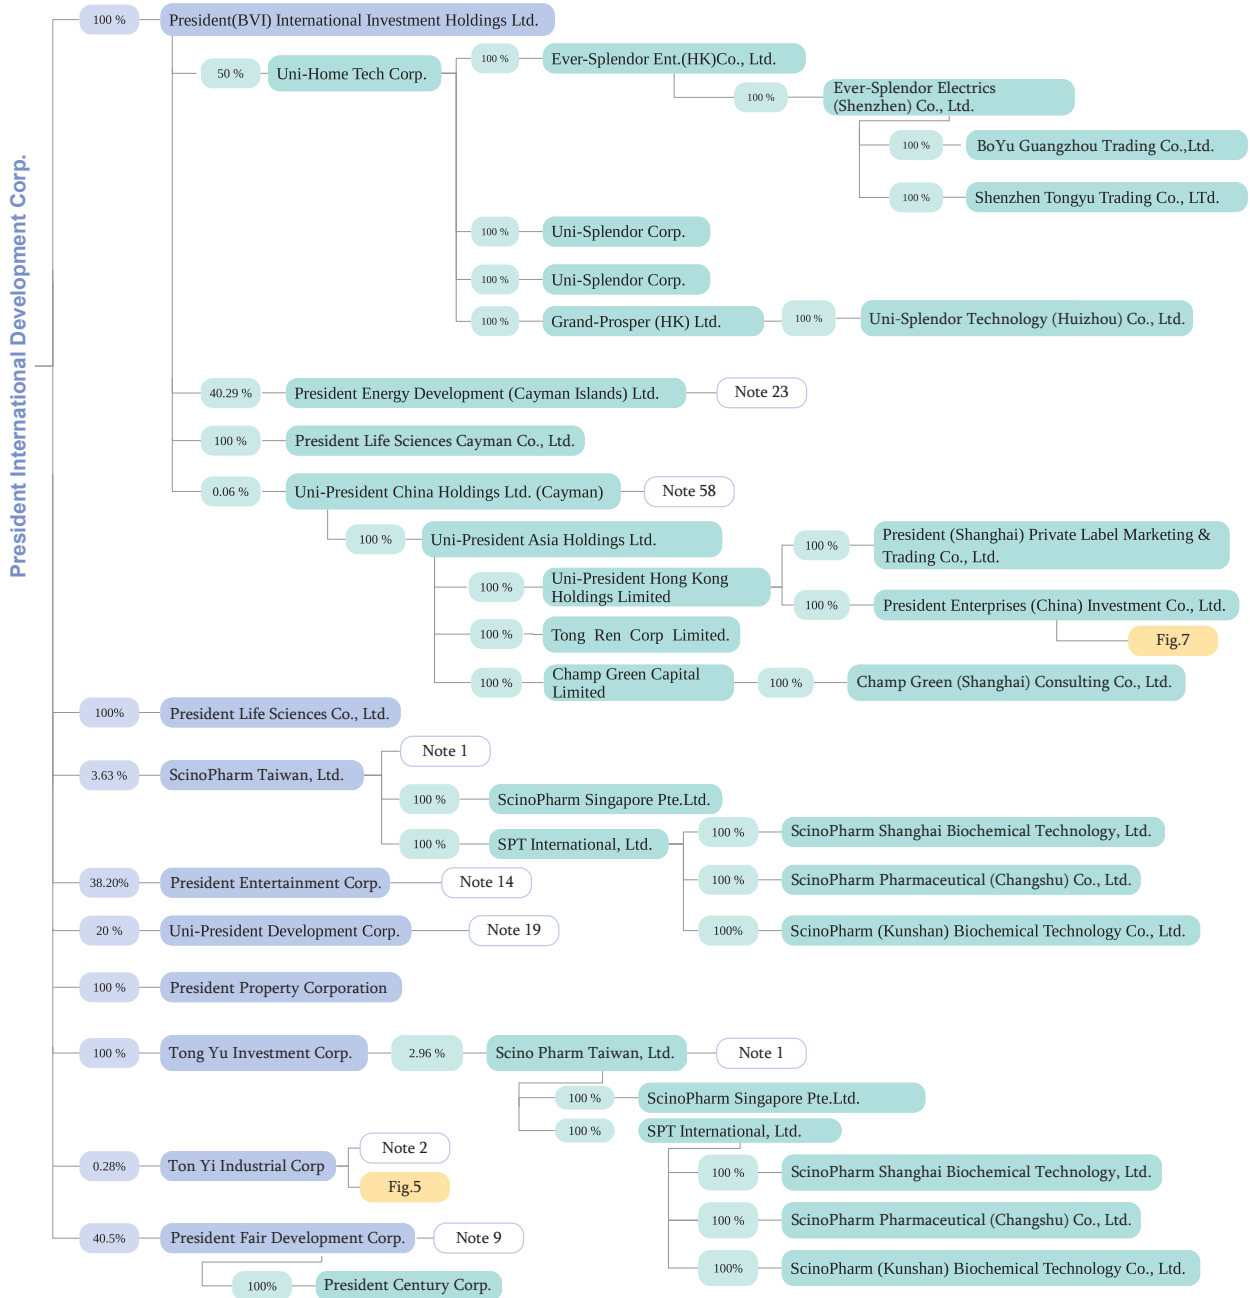 President International Development Corp.
100 %
President(BVI) International Investment Holdings Ltd.
50 %
Uni-Home Tech Corp.
100 %
Ever-Splendor Ent.(HK)Co., Ltd.
100 %
Ever-Splendor Electrics
(Shenzhen) Co., Ltd.
100 %
BoYu Guangzhou Trading Co.,Ltd.
100 %
Shenzhen Tongyu Trading Co., LTd.
100 %
Uni-Splendor Corp.
100 %
Uni-Splendor Corp.
100 %
Grand-Prosper (HK) Ltd.
100 %
Uni-Splendor Technology (Huizhou) Co., Ltd.
40.29 %
President Energy Development (Cayman Islands) Ltd.
Note 23
100 %
President Life Sciences Cayman Co., Ltd.
0.06 %
Uni-President China Holdings Ltd. (Cayman)
Note 58
100 %
Uni-President Asia Holdings Ltd.
100 %
Uni-President Hong Kong
Holdings Limited
100 %
President (Shanghai) Private Label Marketing &
Trading Co., Ltd.
100 %
President Enterprises (China) Investment Co., Ltd.
Fig.7
100 %
Tong Ren Corp Limited.
100 %
Champ Green Capital
Limited
100 %
Champ Green (Shanghai) Consulting Co., Ltd.
100%
President Life Sciences Co., Ltd.
3.63 %
ScinoPharm Taiwan, Ltd.
Note 1
100 %
ScinoPharm Singapore Pte.Ltd.
100 %
SPT International, Ltd.
100 %
ScinoPharm Shanghai Biochemical Technology, Ltd.
100 %
ScinoPharm Pharmaceutical (Changshu) Co., Ltd.
100%
ScinoPharm (Kunshan) Biochemical Technology Co., Ltd.
38.20%
President Entertainment Corp.
Note 14
20 %
Uni-President Development Corp.
Note 19
100 %
President Property Corporation
100 %
Tong Yu Investment Corp.
2.96 %
Scino Pharm Taiwan, Ltd.
Note 1
100 %
ScinoPharm Singapore Pte.Ltd.
100 %
SPT International, Ltd.
100 %
ScinoPharm Shanghai Biochemical Technology, Ltd.
100 %
ScinoPharm Pharmaceutical (Changshu) Co., Ltd.
100%
ScinoPharm (Kunshan) Biochemical Technology Co., Ltd.
0.28%
Ton Yi Industrial Corp
Note 2
Fig.5
40.5%
President Fair Development Corp.
Note 9
100%
President Century Corp.